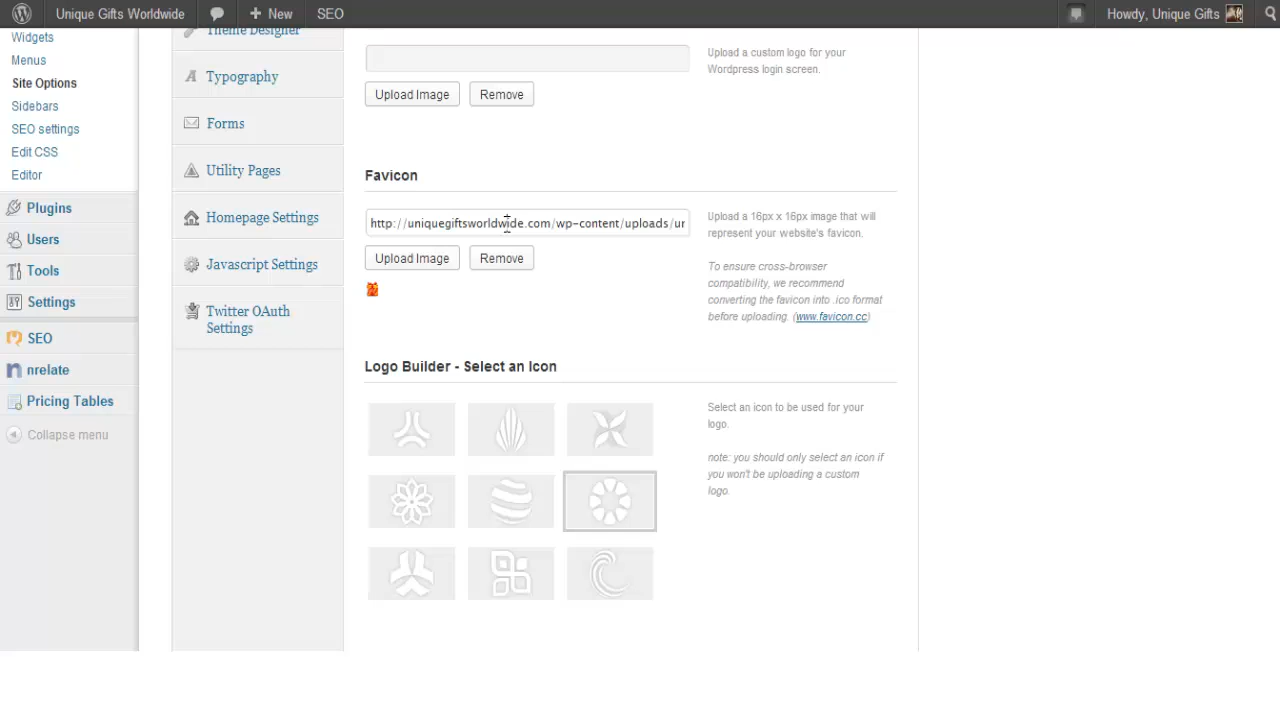 Unique Gifts Worldwide
New
SEO
Howdy, Unique Gifts
Widgets
Menus
Site Options
Sidebars
SEO settings
Edit CSS
Editor
Plugins
Users
Tools
Settings
SEO
nrelate
Pricing Tables
Collapse menu
Theme Designer
Typography
Forms
Utility Pages
Homepage Settings
Javascript Settings
Twitter OAuth
Settings
Upload Image
Remove
Upload a custom logo for your
Wordpress login screen.
Favicon
http://uniquegiftsworldwide.com/wp-content/uploads/ur
Upload Image
Remove
Upload a 16px x 16px image that will
represent your website's favicon.
To ensure cross-browser
compatibility, we recommend
converting the favicon into .ico format
before uploading. (www.favicon.cc)
Logo Builder - Select an Icon
Select an icon to be used for your
logo.
note: you should only select an icon if
you won't be uploading a custom
logo.